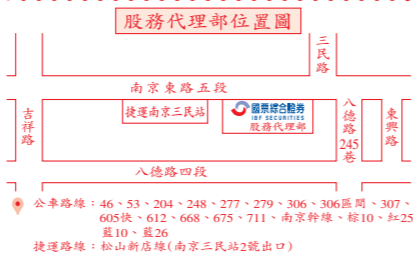 股務代理部位置圖
三民路
南京東路五段
吉祥路
捷運南京三民站
國票綜合證券
IBF SECURITIES
股務代理部
八德路245巷
東興路
八德路四段
公車路線：46、53、204、248、277、279、306、306區間、307、
605快、612、668、675、711、南京幹線、棕10、紅25
藍10、藍26
捷運路線：松山新店線(南京三民站2號出口)